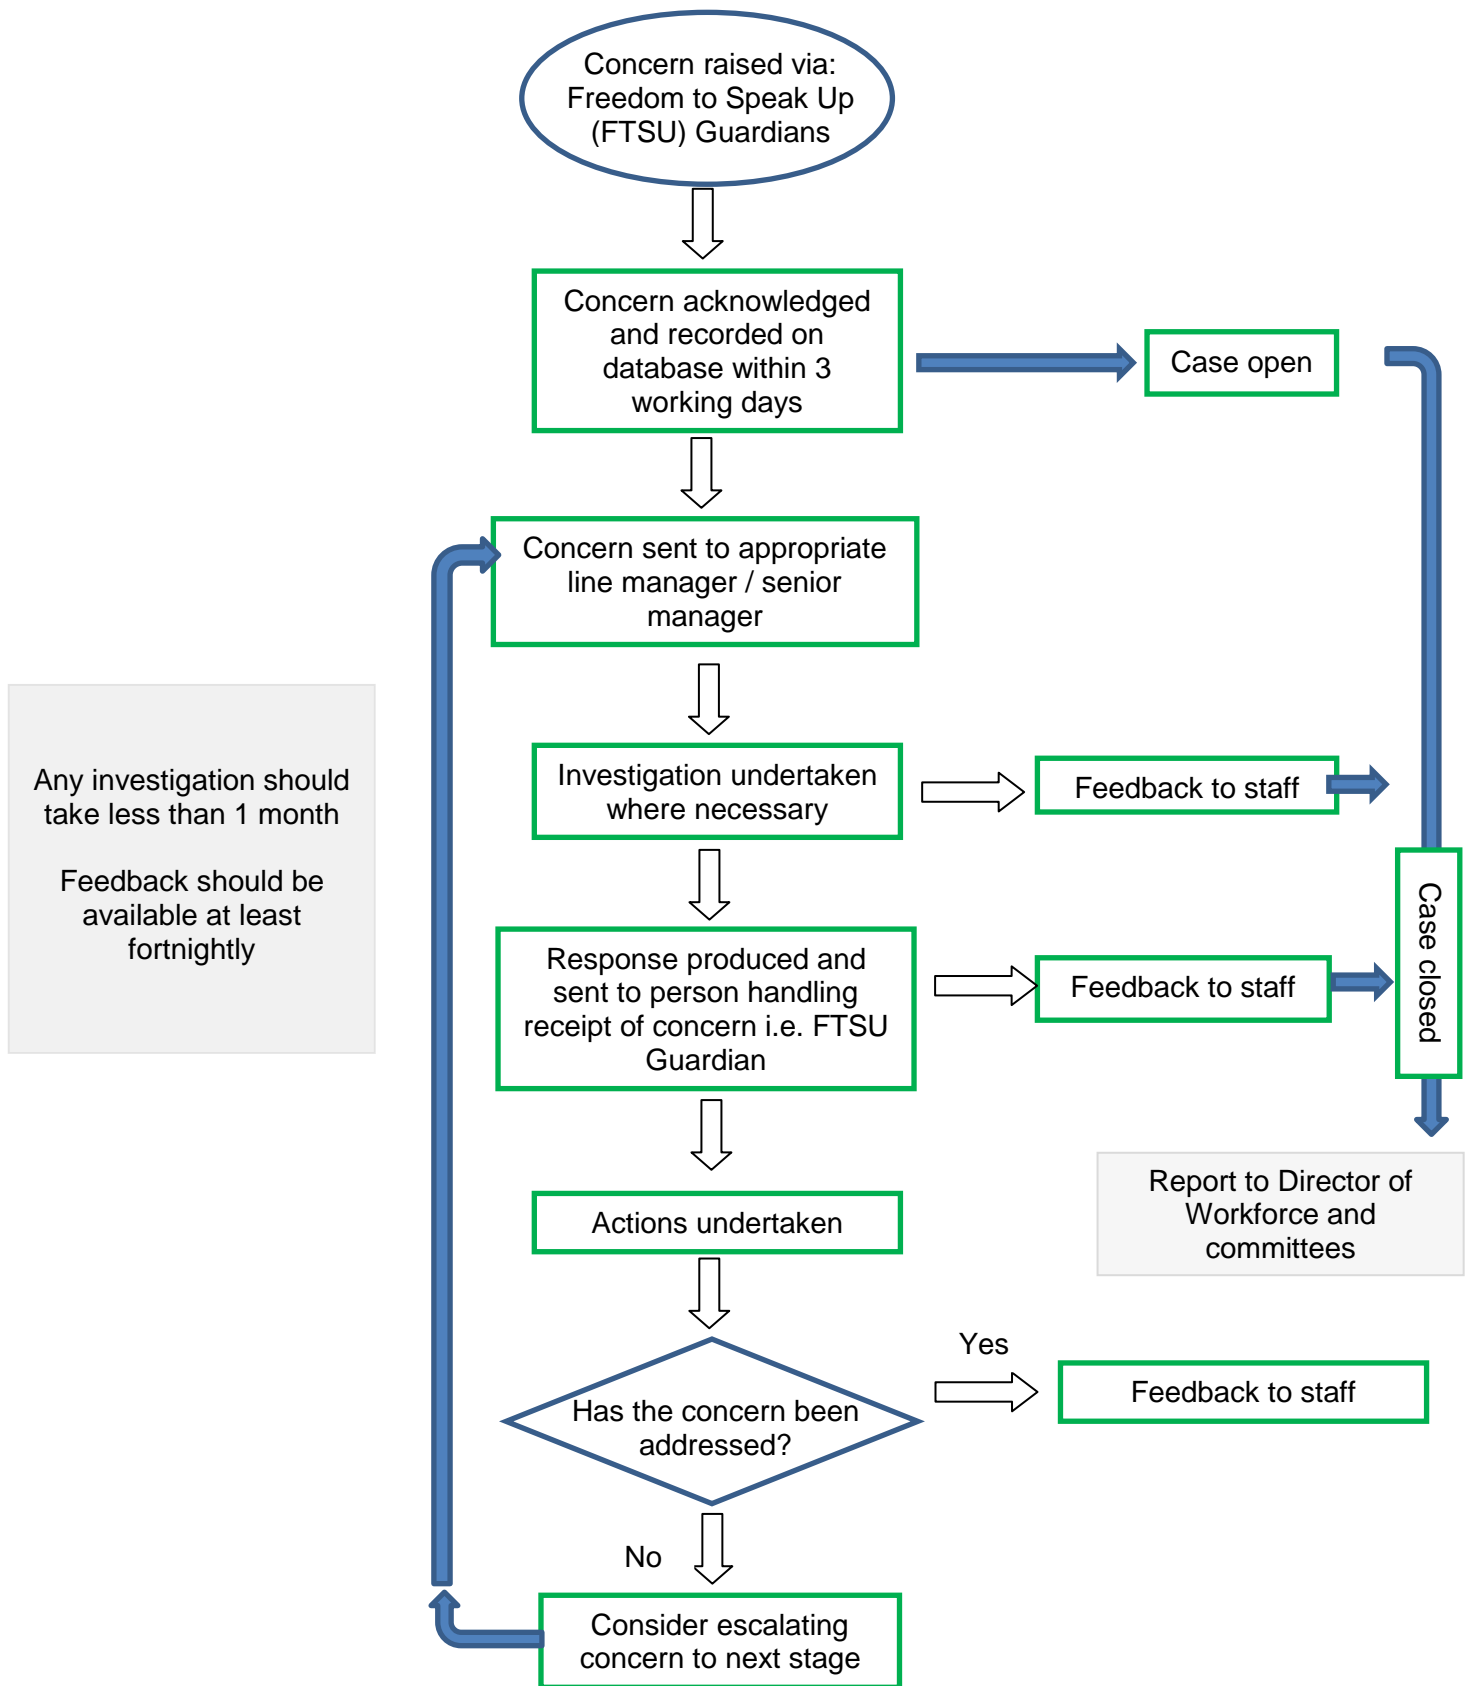 Concern raised via:
Freedom to Speak Up
(FTSU) Guardians
Concern acknowledged
and recorded on
database within 3
working days
Case open
Concern sent to appropriate
line manager / senior
manager
Any investigation should
take less than 1 month
Feedback should be
available at least
fortnightly
Investigation undertaken
where necessary
Feedback to staff
Case closed
Response produced and
sent to person handling
receipt of concern i.e. FTSU
Guardian
Feedback to staff
Report to Director of
Workforce and
committees
Actions undertaken
Has the concern been
addressed?
Yes
Feedback to staff
No
Consider escalating
concern to next stage